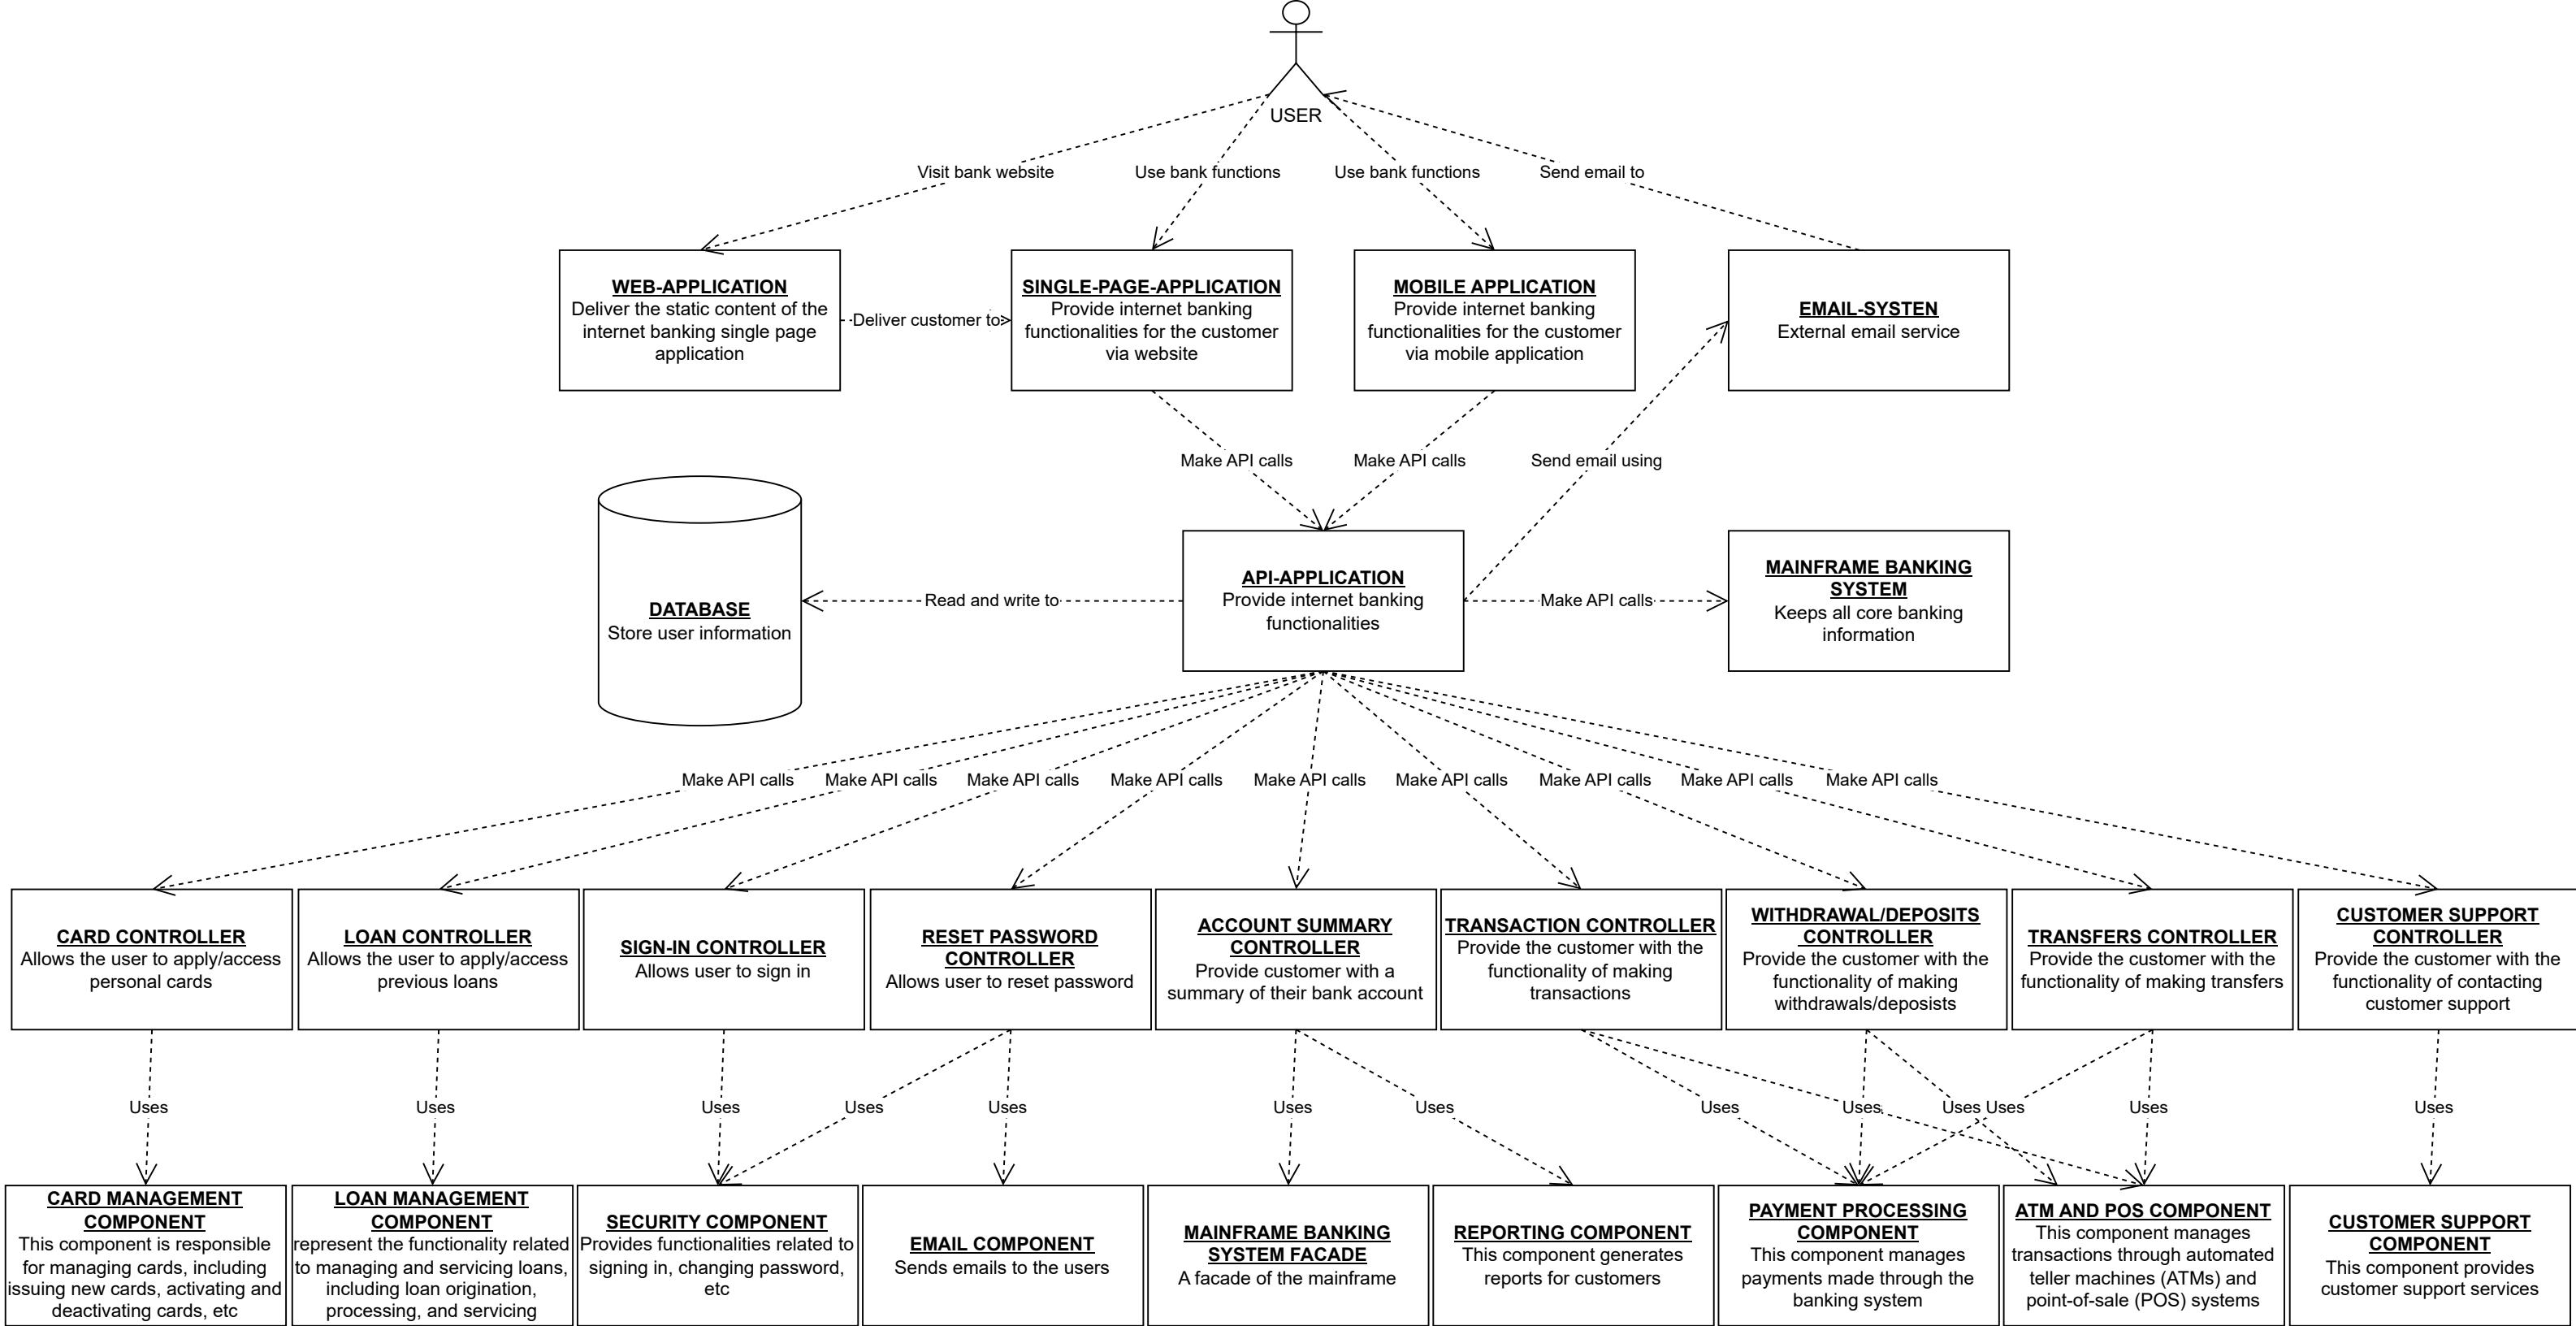 USER
Visit bank website
Use bank functions
Use bank functions
Send email to
WEB-APPLICATION
Deliver the static content of the
internet banking single page
application
Deliver customer to
SINGLE-PAGE-APPLICATION
Provide internet banking
functionalities for the customer
via website
MOBILE APPLICATION
Provide internet banking
functionalities for the customer
via mobile application
EMAIL-SYSTEN
External email service
Make API calls
Make API calls
Send email using
DATABASE
Store user information
Read and write to
API-APPLICATION
Provide internet banking
functionalities
Make API calls
MAINFRAME BANKING
SYSTEM
Keeps all core banking
information
Make API calls
Make API calls
Make API calls
Make API calls
Make API calls
Make API calls
Make API calls
Make API calls
Make API calls
CARD CONTROLLER
Allows the user to apply/access
personal cards
LOAN CONTROLLER
Allows the user to apply/access
previous loans
SIGN-IN CONTROLLER
Allows user to sign in
RESET PASSWORD
CONTROLLER
Allows user to reset password
ACCOUNT SUMMARY
CONTROLLER
Provide customer with a
summary of their bank account
TRANSACTION CONTROLLER
Provide the customer with the
functionality of making
transactions
WITHDRAWAL/DEPOSITS
CONTROLLER
Provide the customer with the
functionality of making
withdrawals/deposists
TRANSFERS CONTROLLER
Provide the customer with the
functionality of making transfers
CUSTOMER SUPPORT
CONTROLLER
Provide the customer with the
functionality of contacting
customer support
Uses
Uses
Uses
Uses
Uses
Uses
Uses
Uses
Uses
Uses
Uses
Uses
Uses
CARD MANAGEMENT
COMPONENT
This component is responsible
for managing cards, including
issuing new cards, activating and
deactivating cards, etc
LOAN MANAGEMENT
COMPONENT
represent the functionality related
to managing and servicing loans,
including loan origination,
processing, and servicing
SECURITY COMPONENT
Provides functionalities related to
signing in, changing password,
etc
EMAIL COMPONENT
Sends emails to the users
MAINFRAME BANKING
SYSTEM FACADE
A facade of the mainframe
REPORTING COMPONENT
This component generates
reports for customers
PAYMENT PROCESSING
COMPONENT
This component manages
payments made through the
banking system
ATM AND POS COMPONENT
This component manages
transactions through automated
teller machines (ATMs) and
point-of-sale (POS) systems
CUSTOMER SUPPORT
COMPONENT
This component provides
customer support services